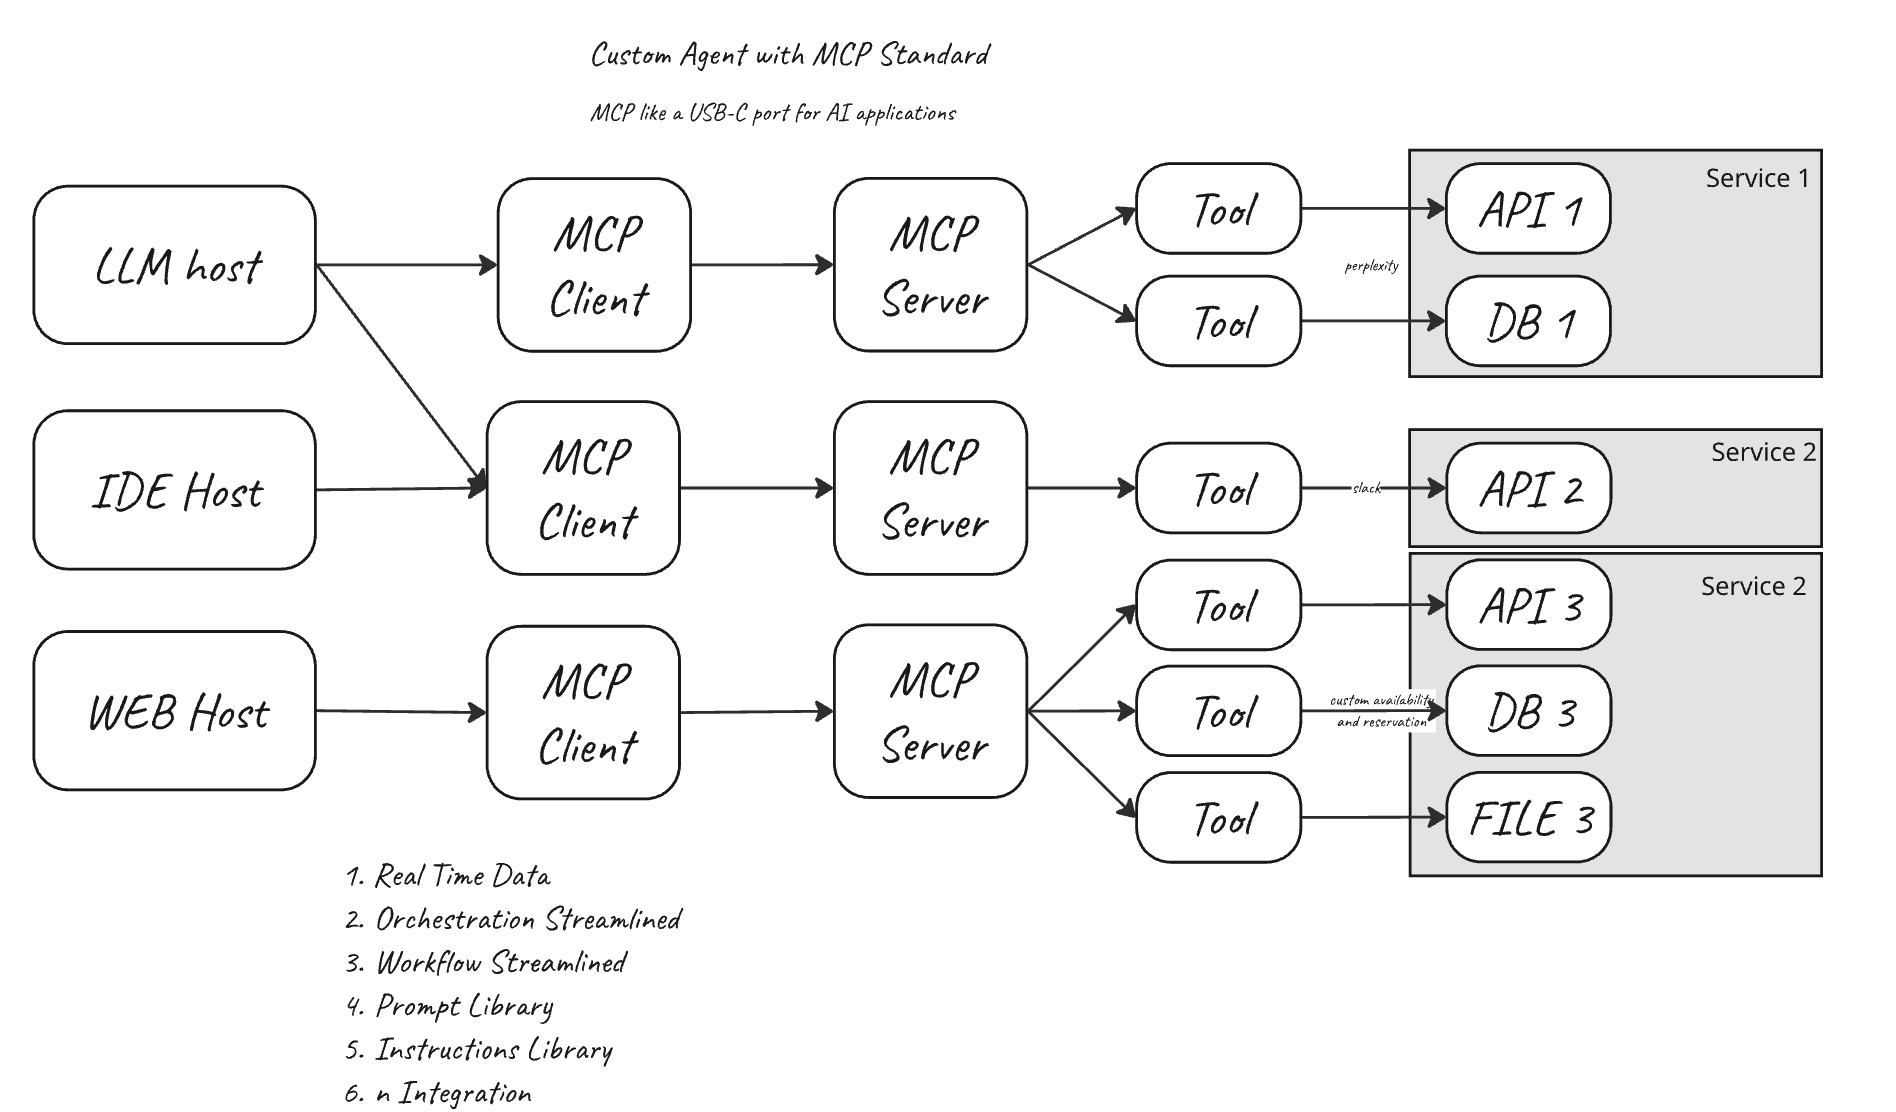 Custom Agent with MCP Standard
MCP like a USB-C port for AI applications
LLM host
MCP
Client
MCP
Server
Tool
Tool
perplexity
API 1
DB 1
Service 1
IDE Host
MCP
Client
MCP
Server
Tool
slack
API 2
Service 2
WEB Host
MCP
Client
MCP
Server
Tool
Tool
Tool
custom availability
and reservation
API 3
DB 3
FILE 3
Service 2
1. Real Time Data
2. Orchestration Streamlined
3. Workflow Streamlined
4. Prompt Library
5. Instructions Library
6. n Integration